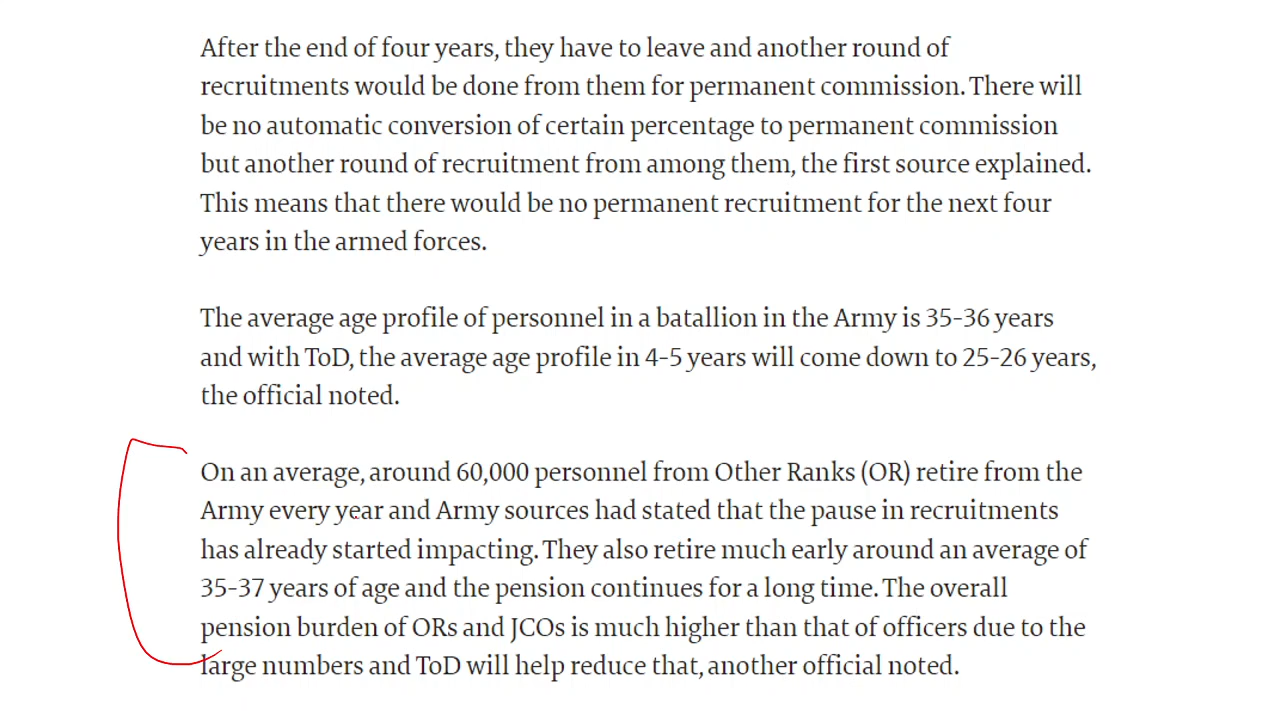 After the end of four years, they have to leave and another round of
recruitments would be done from them for permanent commission. There will
be no automatic conversion of certain percentage to permanent commission
but another round of recruitment from among them, the first source explained.
This means that there would be no permanent recruitment for the next four
years in the armed forces.
The average age profile of personnel in a batallion in the Army is 35-36 years
and with ToD, the average age profile in 4-5 years will come down to 25-26 years,
the official noted.
On an average, around 60,000 personnel from Other Ranks (OR) retire from the
Army every year and Army sources had stated that the pause in recruitments
has already started impacting. They also retire much early around an average of
35-37 years of age and the pension continues for a long time. The overall
pension burden of ORs and JCOs is much higher than that of officers due to the
large numbers and ToD will help reduce that, another official noted.